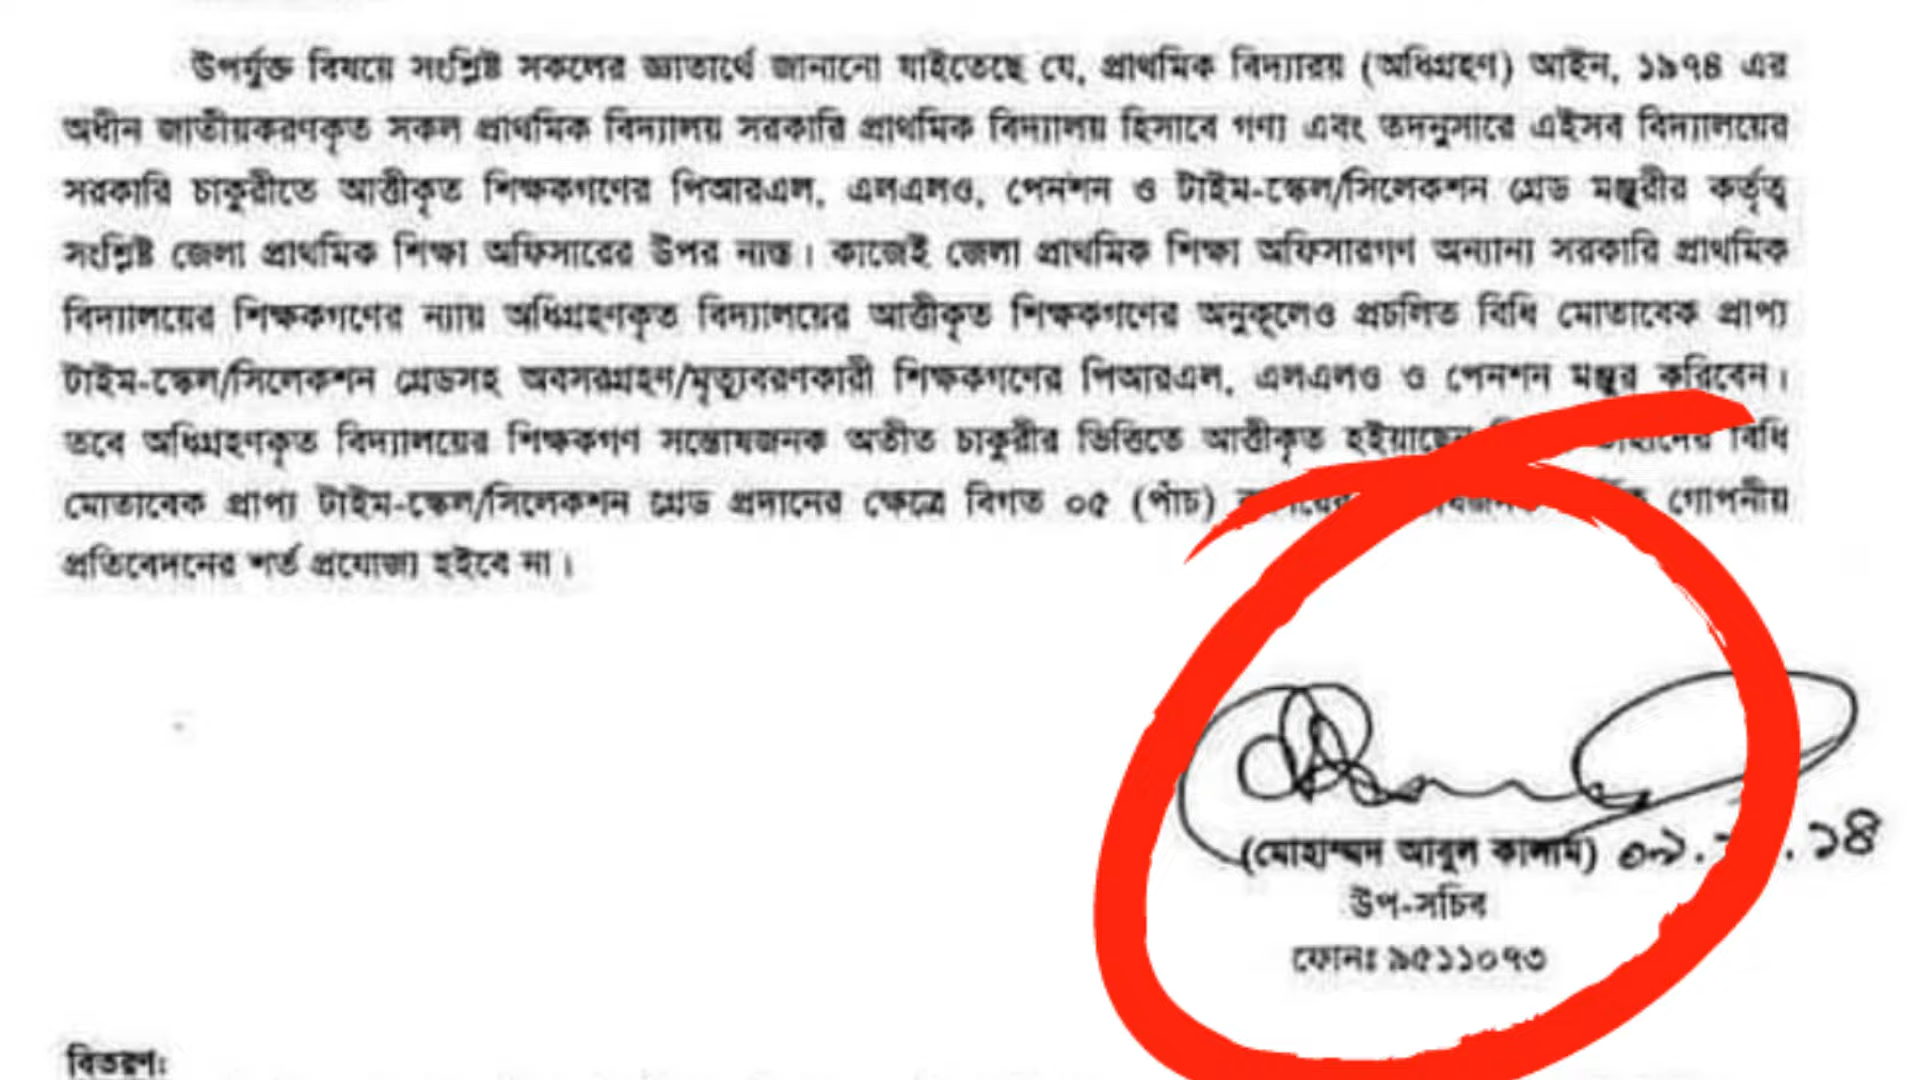 উপর্যুক্ত বিষয়ে সংশ্লিষ্ট সকলের জ্ঞাতার্থে জানানো যাইতেছে যে, প্রাথমিক বিদ্যারয় (অধিগ্রহণ) আইন, ১৯৭৪ এর
অধীন জাতীয়করণকৃত সকল প্রাথমিক বিদ্যালয় সরকারি প্রাথমিক বিদ্যালয় হিসাবে গণ্য এবং তদনুসারে এইসব বিদ্যালয়ের
সরকারি চাকুরীতে আত্তীকৃত শিক্ষকগণের পিআরএল, এলএলও, পেনশন ও টাইম-স্কেল/সিলেকশন গ্রেড মঞ্জুরীর কর্তৃত্ব
সংশ্লিষ্ট জেলা প্রাথমিক শিক্ষা অফিসারের উপর ন্যস্ত। কাজেই জেলা প্রাথমিক শিক্ষা অফিসারগণ অন্যান্য সরকারি প্রাথমিক
বিদ্যালয়ের শিক্ষকগণের ন্যায় অধিগ্রহণকৃত বিদ্যালয়ের আত্তীকৃত শিক্ষকগণের অনুকূলেও প্রচলিত বিধি মোতাবেক প্রাপ্য
টাইম-স্কেল/সিলেকশন গ্রেডসহ অবসরগ্রহণ/মৃত্যুবরণকারী শিক্ষকগণের পিআরএল, এলএলও ও পেনশন মঞ্জুর করিবেন।
তবে অধিগ্রহণকৃত বিদ্যালয়ের শিক্ষকগণ সন্তোষজনক অতীত চাকুরীর ভিত্তিতে আত্তীকৃত হইয়াছেন বিধি
মোতাবেক প্রাপ্য টাইম-স্কেল/সিলেকশন গ্রেড প্রদানের ক্ষেত্রে বিগত ০৫ (পাঁচ) গোপনীয়
প্রতিবেদনের শর্ত প্রযোজ্য হইবে না।
(মোহাম্মদ আবুল কালাম)
উপ-সচিব
ফোনঃ ৯৫১১০৭৩
বিতরণ: